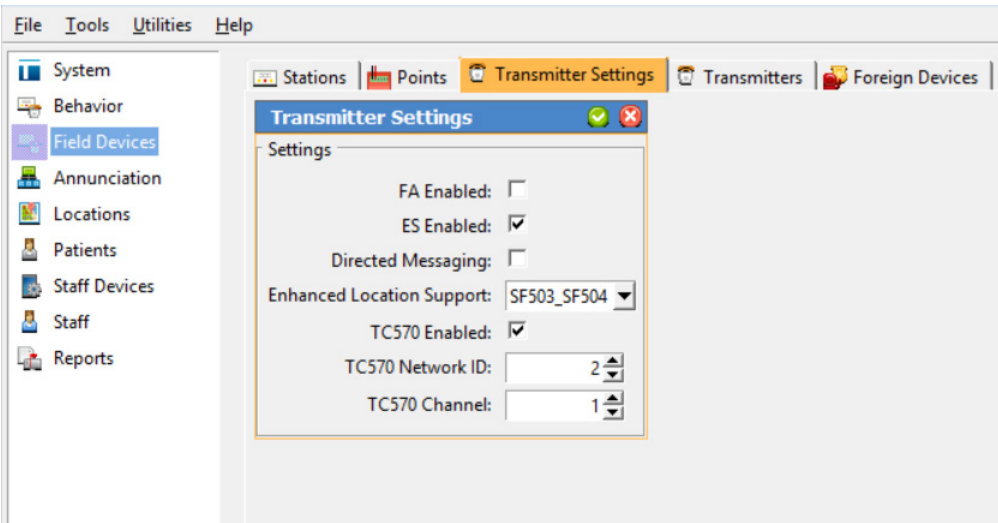 File Tools Utilities Help
System
Behavior
Field Devices
Annunciation
Locations
Patients
Staff Devices
Staff
Reports
Stations Points Transmitter Settings Transmitters Foreign Devices
Transmitter Settings
Settings
FA Enabled:
ES Enabled:
Directed Messaging:
Enhanced Location Support: SF503_SF504
TC570 Enabled:
TC570 Network ID: 2
TC570 Channel: 1